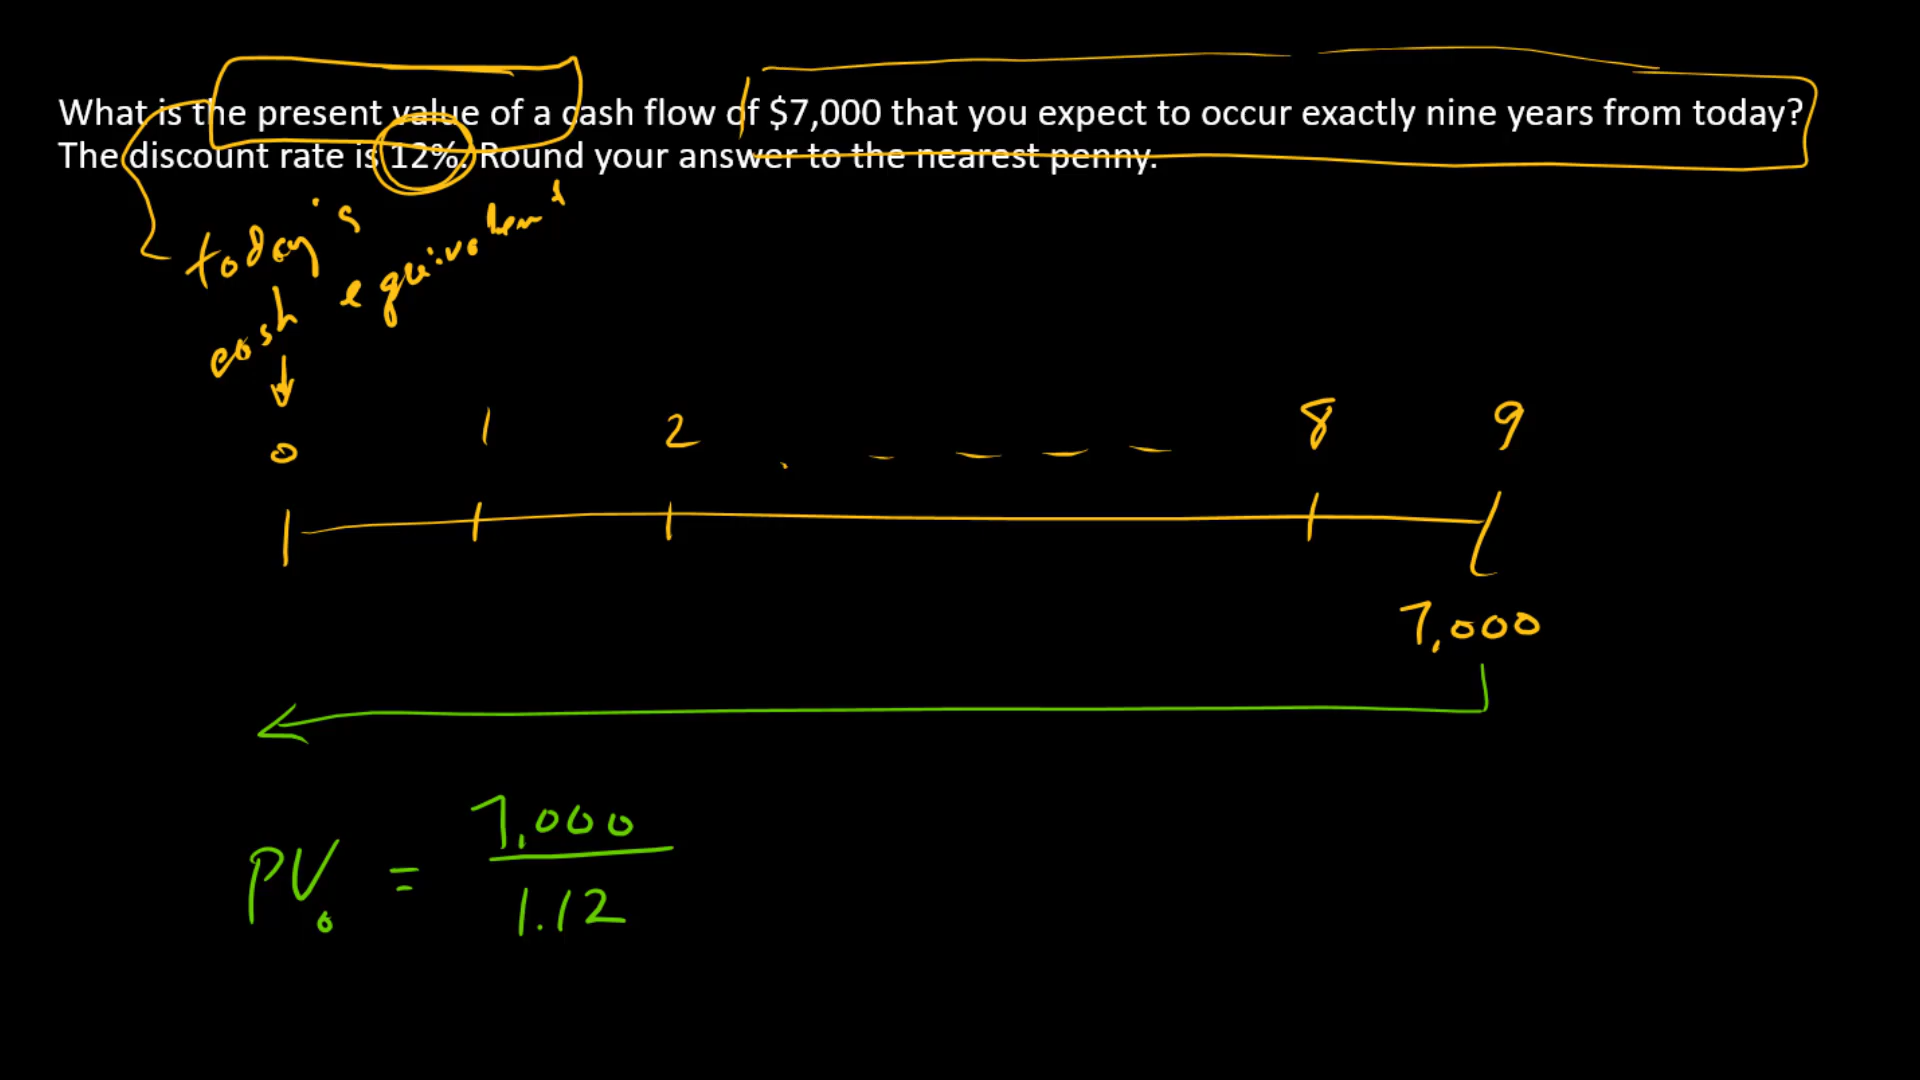 What is the present value of a cash flow of $7,000 that you expect to occur exactly nine years from today?
The discount rate is 12%. Round your answer to the nearest penny.
today's
cash equivalent
0 1 2 . _ _ _ _ 8 9
7,000
PV₀ = 7,000
1.12